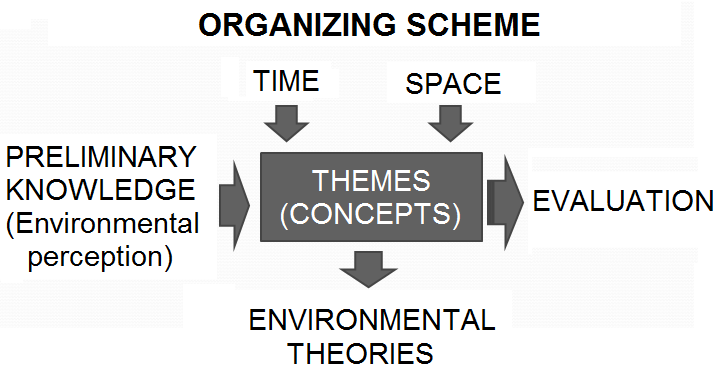 ORGANIZING SCHEME
TIME
SPACE
PRELIMINARY
KNOWLEDGE
(Environmental
perception)
THEMES
(CONCEPTS)
EVALUATION
ENVIRONMENTAL
THEORIES